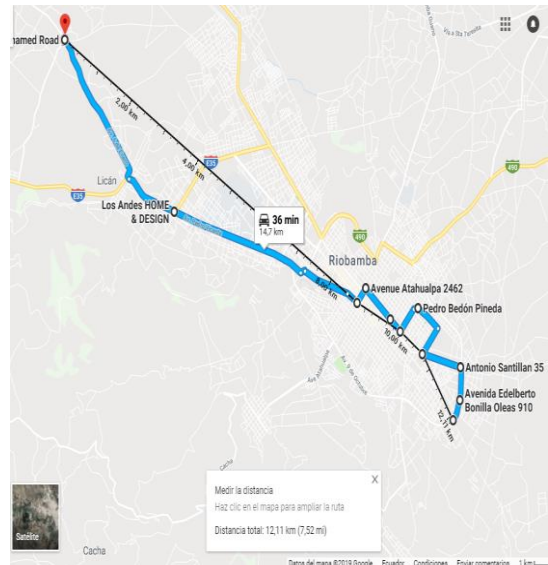 named Road
2,00 km
4,00 km
E35
490
Licán
E35
Los Andes HOME
& DESIGN
36 min
14,7 km
490
Riobamba
8,00 km
Avenue Atahualpa 2462
Pedro Bedón Pineda
10,00 km
Antonio Santillan 35
Avenida Edelberto
Bonilla Oleas 910
12,11 km
Medir la distancia
X
Haz clic en el mapa para ampliar la ruta
Distancia total: 12,11 km (7,52 mi)
Cacha
Satélite
Cacha
Datos del mapa ©2019 Google Ecuador Condiciones Enviar comentarios 1 km